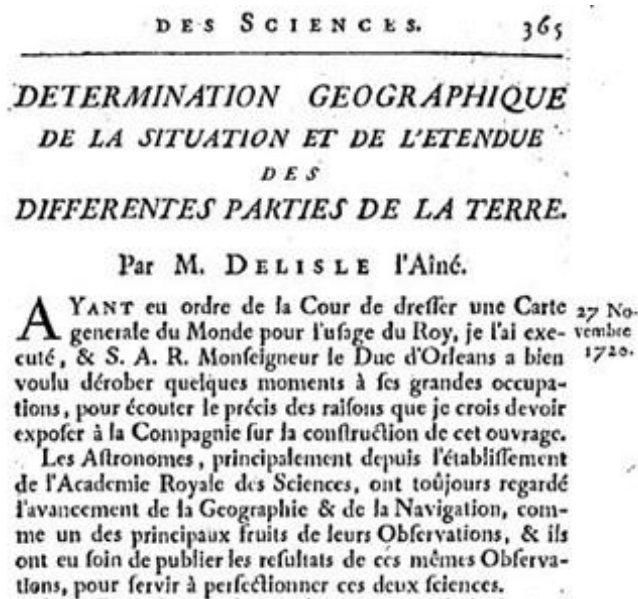 DES SCIENCES. 365
DETERMINATION GEOGRAPHIQUE
DE LA SITUATION ET DE L'ETENDUE
DES
DIFFERENTES PARTIES DE LA TERRE.
Par M. DELISLE l'Aîné.
AYANT eu ordre de la Cour de dreſſer une Carte
generale du Monde pour l'uſage du Roy, je l'ai exe-
cuté, & S. A. R. Monſeigneur le Duc d'Orleans a bien
voulu dérober quelques moments à ſes grandes occupa-
tions, pour écouter le précis des raiſons que je crois devoir
expoſer à la Compagnie ſur la conſtruction de cet ouvrage.
27 No-
vembre
1720.
Les Aſtronomes, principalement depuis l'établiſſement
de l'Academie Royale des Sciences, ont toûjours regardé
l'avancement de la Geographie & de la Navigation, com-
me un des principaux fruits de leurs Obſervations, & ils
ont eu ſoin de publier les reſultats de ces mêmes Obſerva-
tions, pour ſervir à perfectionner ces deux ſciences.